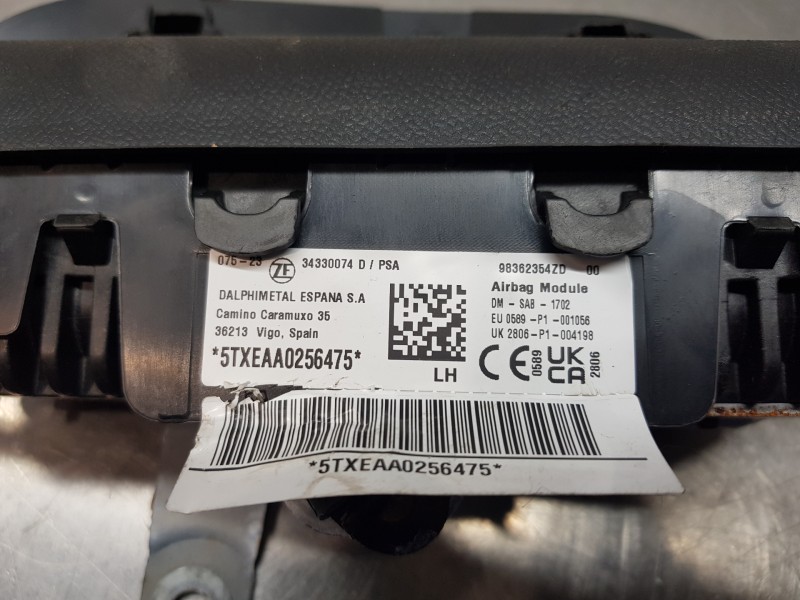 075-23 ZF 34330074 D / PSA 98362354ZD 00
DALPHIMETAL ESPANA S.A
Camino Caramuxo 35
36213 Vigo, Spain
*5TXEAA0256475*
LH
Airbag Module
DM - SAB - 1702
EU 0589 -P1 -001056
UK 2806 -P1 -004198
CE 0589 UK CA 2806
*5TXEAA0256475*